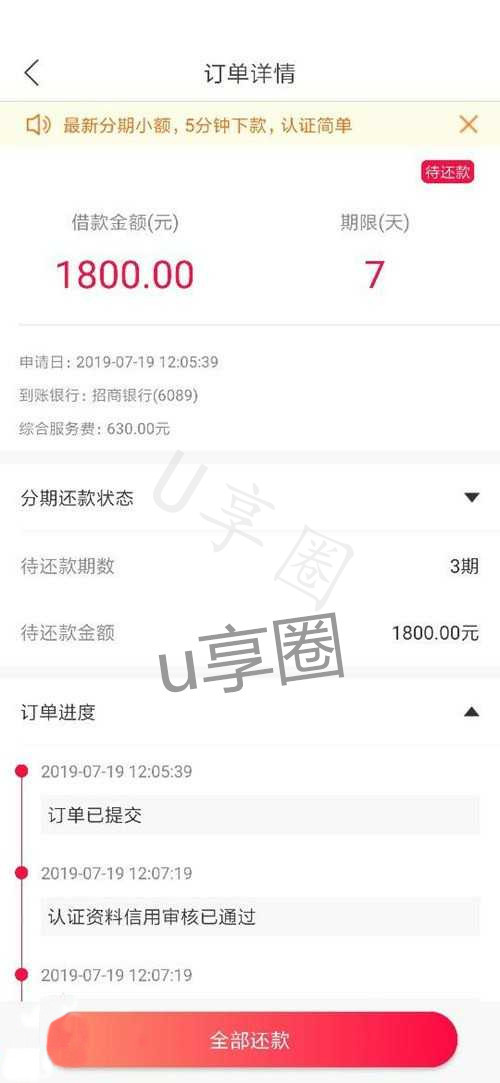 订单详情
最新分期小额，5分钟下款，认证简单
待还款
借款金额(元) 期限(天)
1800.00 7
申请日: 2019-07-19 12:05:39
到账银行: 招商银行(6089)
综合服务费: 630.00元
分期还款状态
待还款期数 3期
待还款金额 1800.00元
U享圈
u享圈
订单进度
2019-07-19 12:05:39
订单已提交
2019-07-19 12:07:19
认证资料信用审核已通过
2019-07-19 12:07:19
全部还款